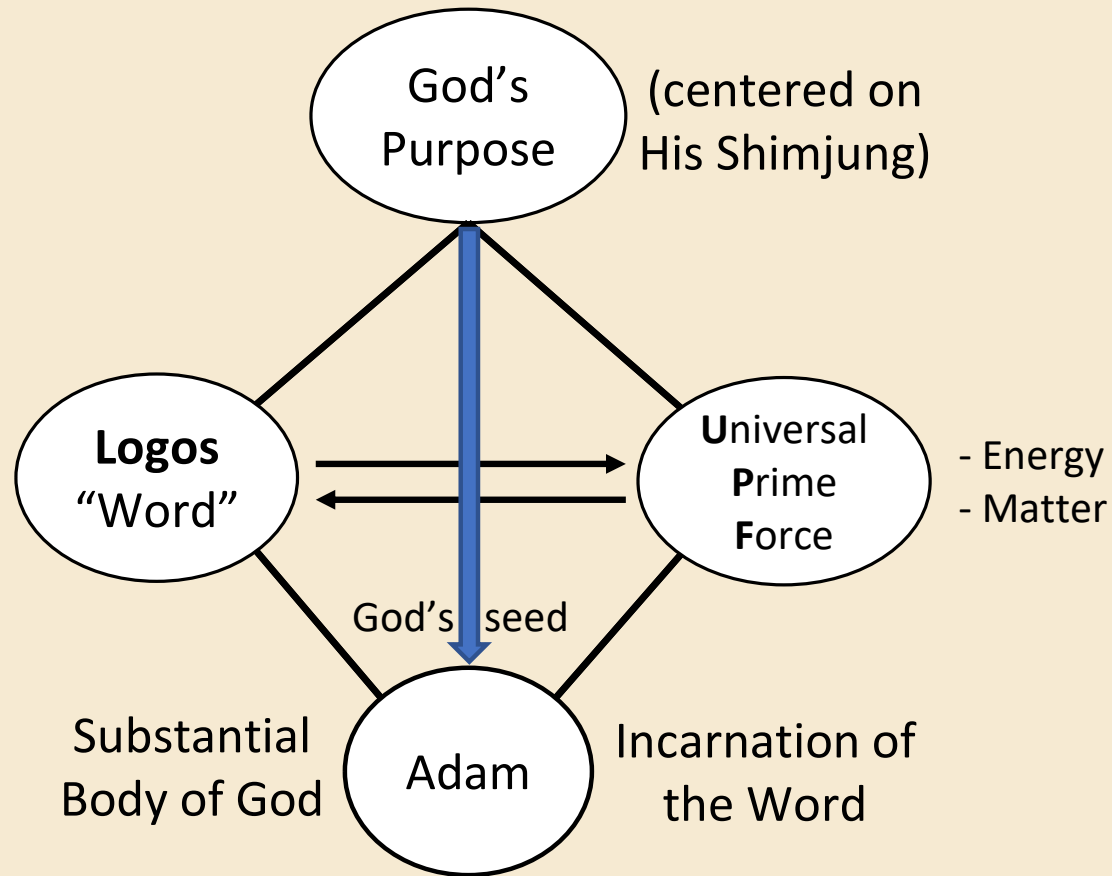 God’s
Purpose
(centered on
His Shimjung)
Logos
“Word”
Universal
Prime
Force
- Energy
- Matter
God’s seed
Substantial
Body of God
Adam
Incarnation of
the Word